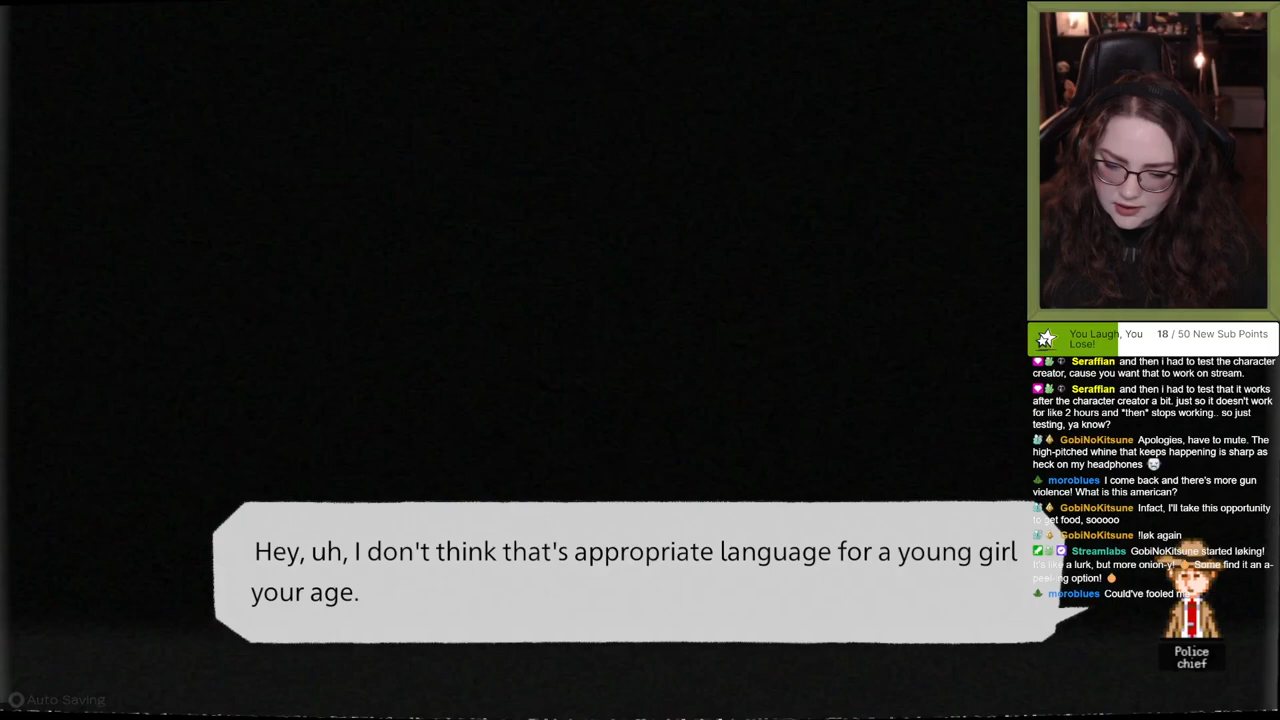 You Laugh, You
Lose!
18 / 50 New Sub Points
Seraffian and then i had to test the character
creator, cause you want that to work on stream.
Seraffian and then i had to test that it works
after the character creator a bit. just so it doesn't work
for like 2 hours and *then* stops working.. so just
testing, ya know?
GobiNoKitsune Apologies, have to mute. The
high-pitched whine that keeps happening is sharp as
heck on my headphones
moroblues I come back and there's more gun
violence! What is this american?
GobiNoKitsune Infact, I'll take this opportunity
to get food, sooooo
GobiNoKitsune !løk again
Streamlabs GobiNoKitsune started løking!
It's like a lurk, but more onion-y! Some find it an a-
peeling option!
moroblues Could've fooled me
Hey, uh, I don't think that's appropriate language for a young girl
your age.
Police
chief
Auto Saving